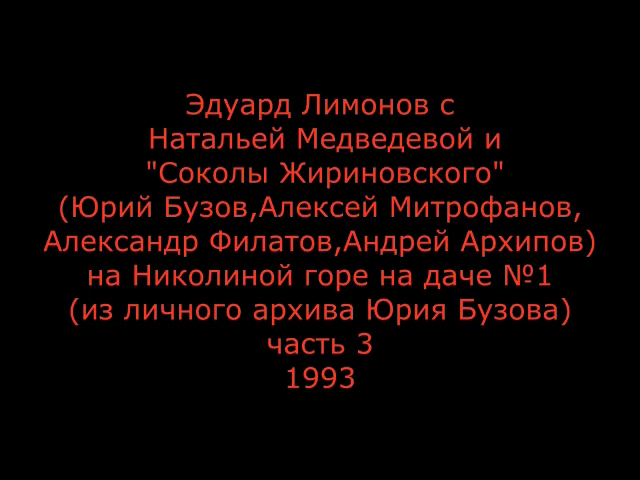 Эдуард Лимонов с
Натальей Медведевой и
"Соколы Жириновского"
(Юрий Бузов,Алексей Митрофанов,
Александр Филатов,Андрей Архипов)
на Николиной горе на даче №1
(из личного архива Юрия Бузова)
часть 3
1993